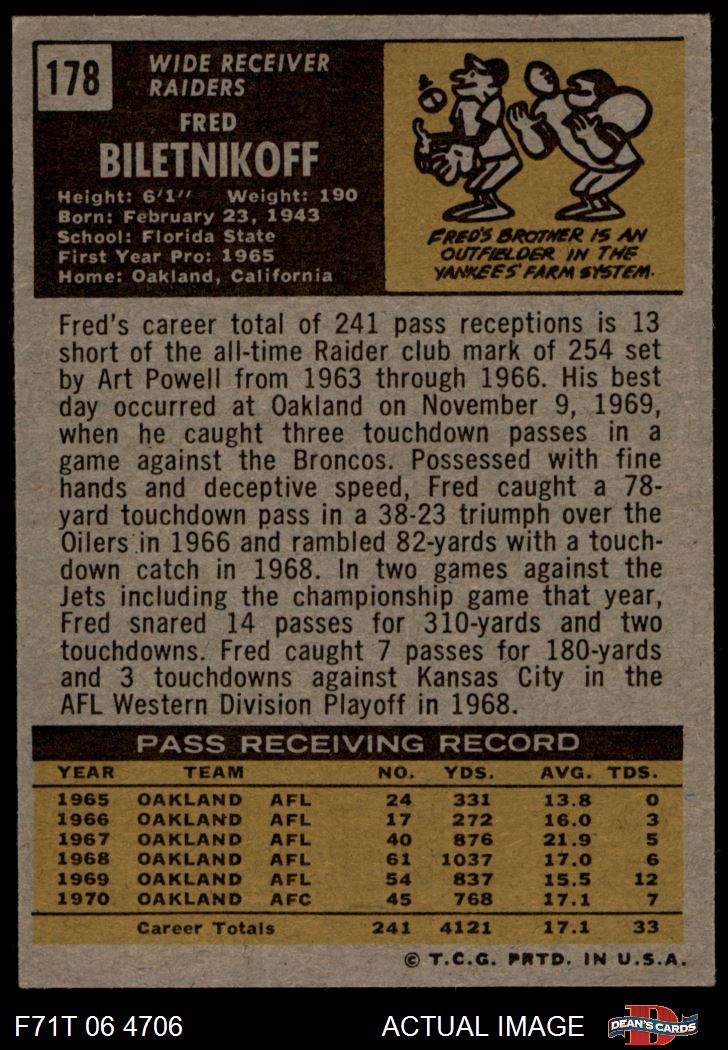 178
WIDE RECEIVER
RAIDERS
FRED
BILETNIKOFF
Height: 6'1" Weight: 190
Born: February 23, 1943
School: Florida State
First Year Pro: 1965
Home: Oakland, California
FRED'S BROTHER IS AN
OUTFIELDER IN THE
YANKEES' FARM SYSTEM.
Fred's career total of 241 pass receptions is 13
short of the all-time Raider club mark of 254 set
by Art Powell from 1963 through 1966. His best
day occurred at Oakland on November 9, 1969,
when he caught three touchdown passes in a
game against the Broncos. Possessed with fine
hands and deceptive speed, Fred caught a 78-
yard touchdown pass in a 38-23 triumph over the
Oilers in 1966 and rambled 82-yards with a touch-
down catch in 1968. In two games against the
Jets including the championship game that year,
Fred snared 14 passes for 310-yards and two
touchdowns. Fred caught 7 passes for 180-yards
and 3 touchdowns against Kansas City in the
AFL Western Division Playoff in 1968.
PASS RECEIVING RECORD
YEAR TEAM NO. YDS. AVG. TDS.
1965 OAKLAND AFL 24 331 13.8 0
1966 OAKLAND AFL 17 272 16.0 3
1967 OAKLAND AFL 40 876 21.9 5
1968 OAKLAND AFL 61 1037 17.0 6
1969 OAKLAND AFL 54 837 15.5 12
1970 OAKLAND AFC 45 768 17.1 7
Career Totals 241 4121 17.1 33
© T.C.G. PRTD. IN U.S.A.
F71T 06 4706 ACTUAL IMAGE
D
DEAN'S CARDS